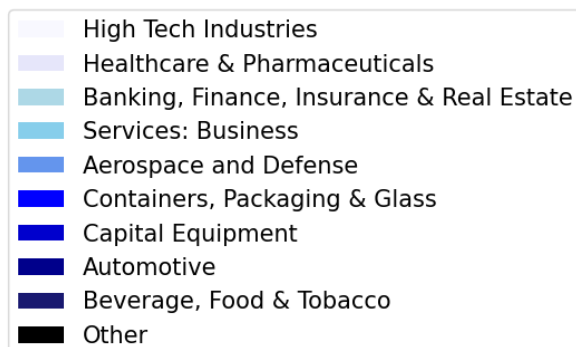 High Tech Industries
Healthcare & Pharmaceuticals
Banking, Finance, Insurance & Real Estate
Services: Business
Aerospace and Defense
Containers, Packaging & Glass
Capital Equipment
Automotive
Beverage, Food & Tobacco
Other